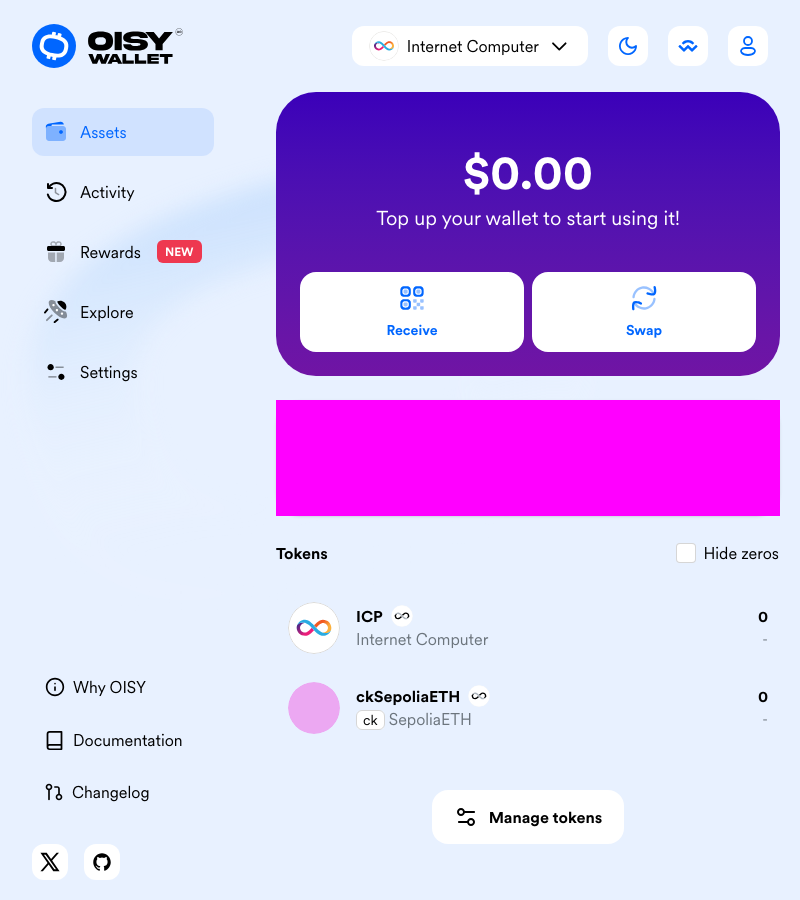 OISY
WALLET
Internet Computer
Assets
Activity
Rewards NEW
Explore
Settings
$0.00
Top up your wallet to start using it!
Receive
Swap
Tokens
Hide zeros
ICP
0
Internet Computer
-
ckSepoliaETH
0
ck SepoliaETH
-
Manage tokens
Why OISY
Documentation
Changelog